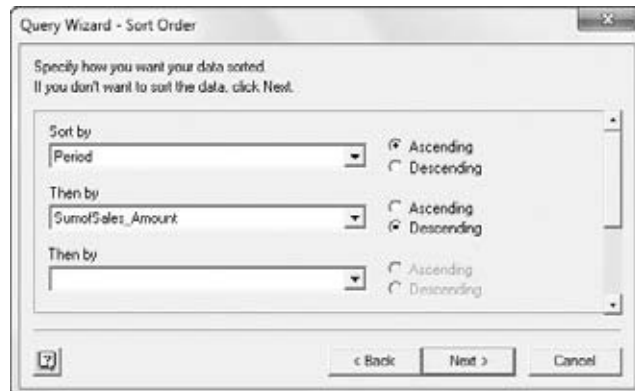 Query Wizard - Sort Order
Specify how you want your data sorted.
If you don't want to sort the data, click Next.
Sort by
Period
Ascending
Descending
Then by
SumofSales_Amount
Ascending
Descending
Then by
Ascending
Descending
?
< Back
Next >
Cancel